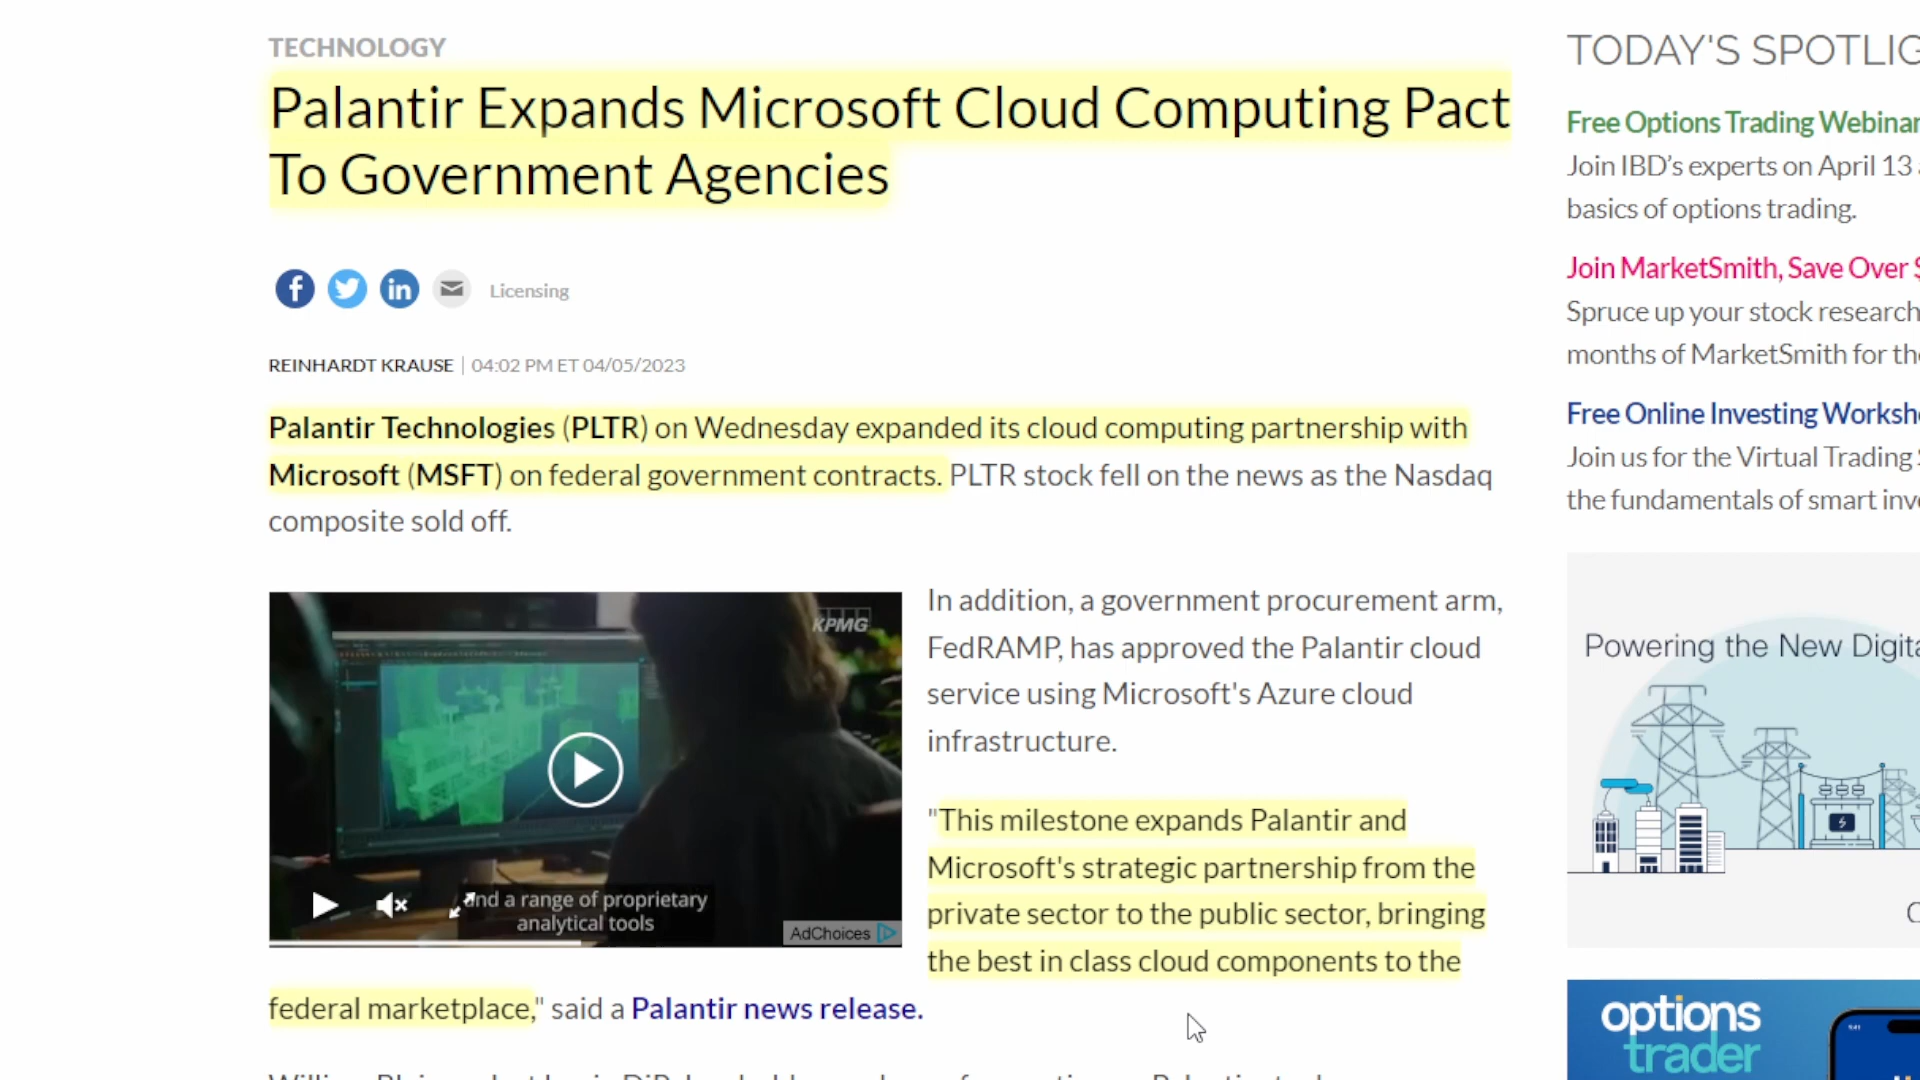 TECHNOLOGY
Palantir Expands Microsoft Cloud Computing Pact
To Government Agencies
Licensing
REINHARDT KRAUSE | 04:02 PM ET 04/05/2023
Palantir Technologies (PLTR) on Wednesday expanded its cloud computing partnership with
Microsoft (MSFT) on federal government contracts. PLTR stock fell on the news as the Nasdaq
composite sold off.
KPMG
and a range of proprietary
analytical tools
AdChoices
In addition, a government procurement arm,
FedRAMP, has approved the Palantir cloud
service using Microsoft's Azure cloud
infrastructure.
"This milestone expands Palantir and
Microsoft's strategic partnership from the
private sector to the public sector, bringing
the best in class cloud components to the
federal marketplace," said a Palantir news release.
TODAY'S SPOTLIG
Free Options Trading Webinar
Join IBD's experts on April 13
basics of options trading.
Join MarketSmith, Save Over $
Spruce up your stock research
months of MarketSmith for the
Free Online Investing Worksho
Join us for the Virtual Trading
the fundamentals of smart inv
Powering the New Digita
options
trader